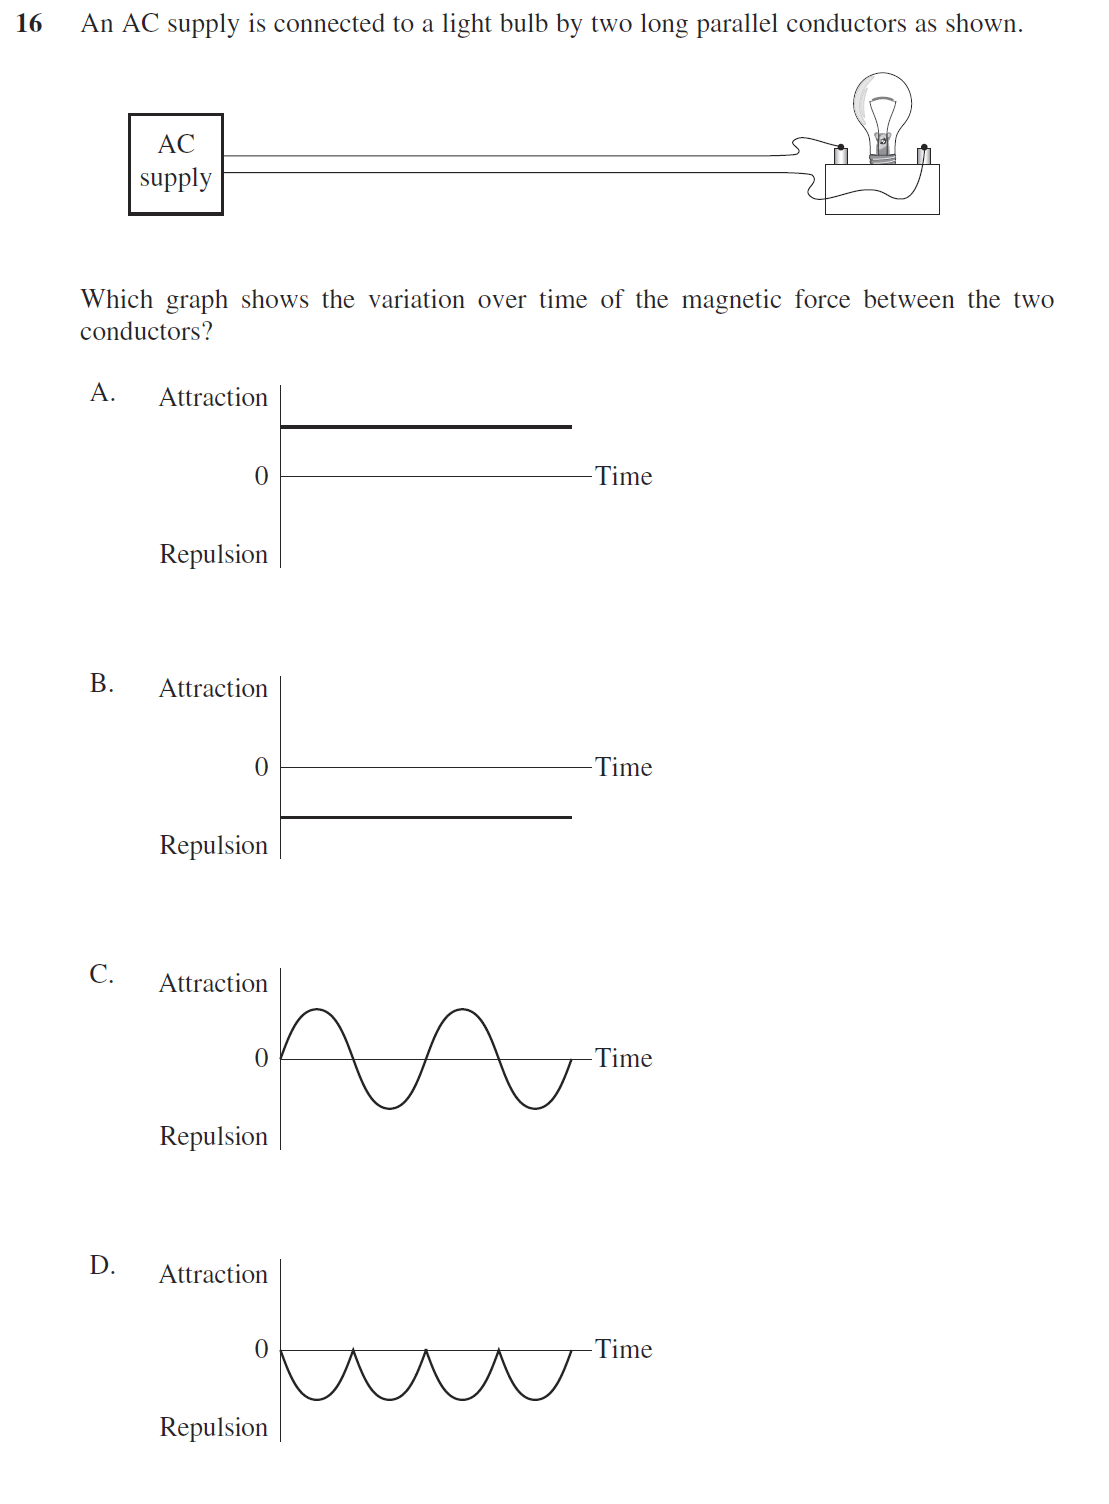 16 An AC supply is connected to a light bulb by two long parallel conductors as shown.
AC
supply
Which graph shows the variation over time of the magnetic force between the two
conductors?
A. Attraction
0 Time
Repulsion
B. Attraction
0 Time
Repulsion
C. Attraction
0 Time
Repulsion
D. Attraction
0 Time
Repulsion